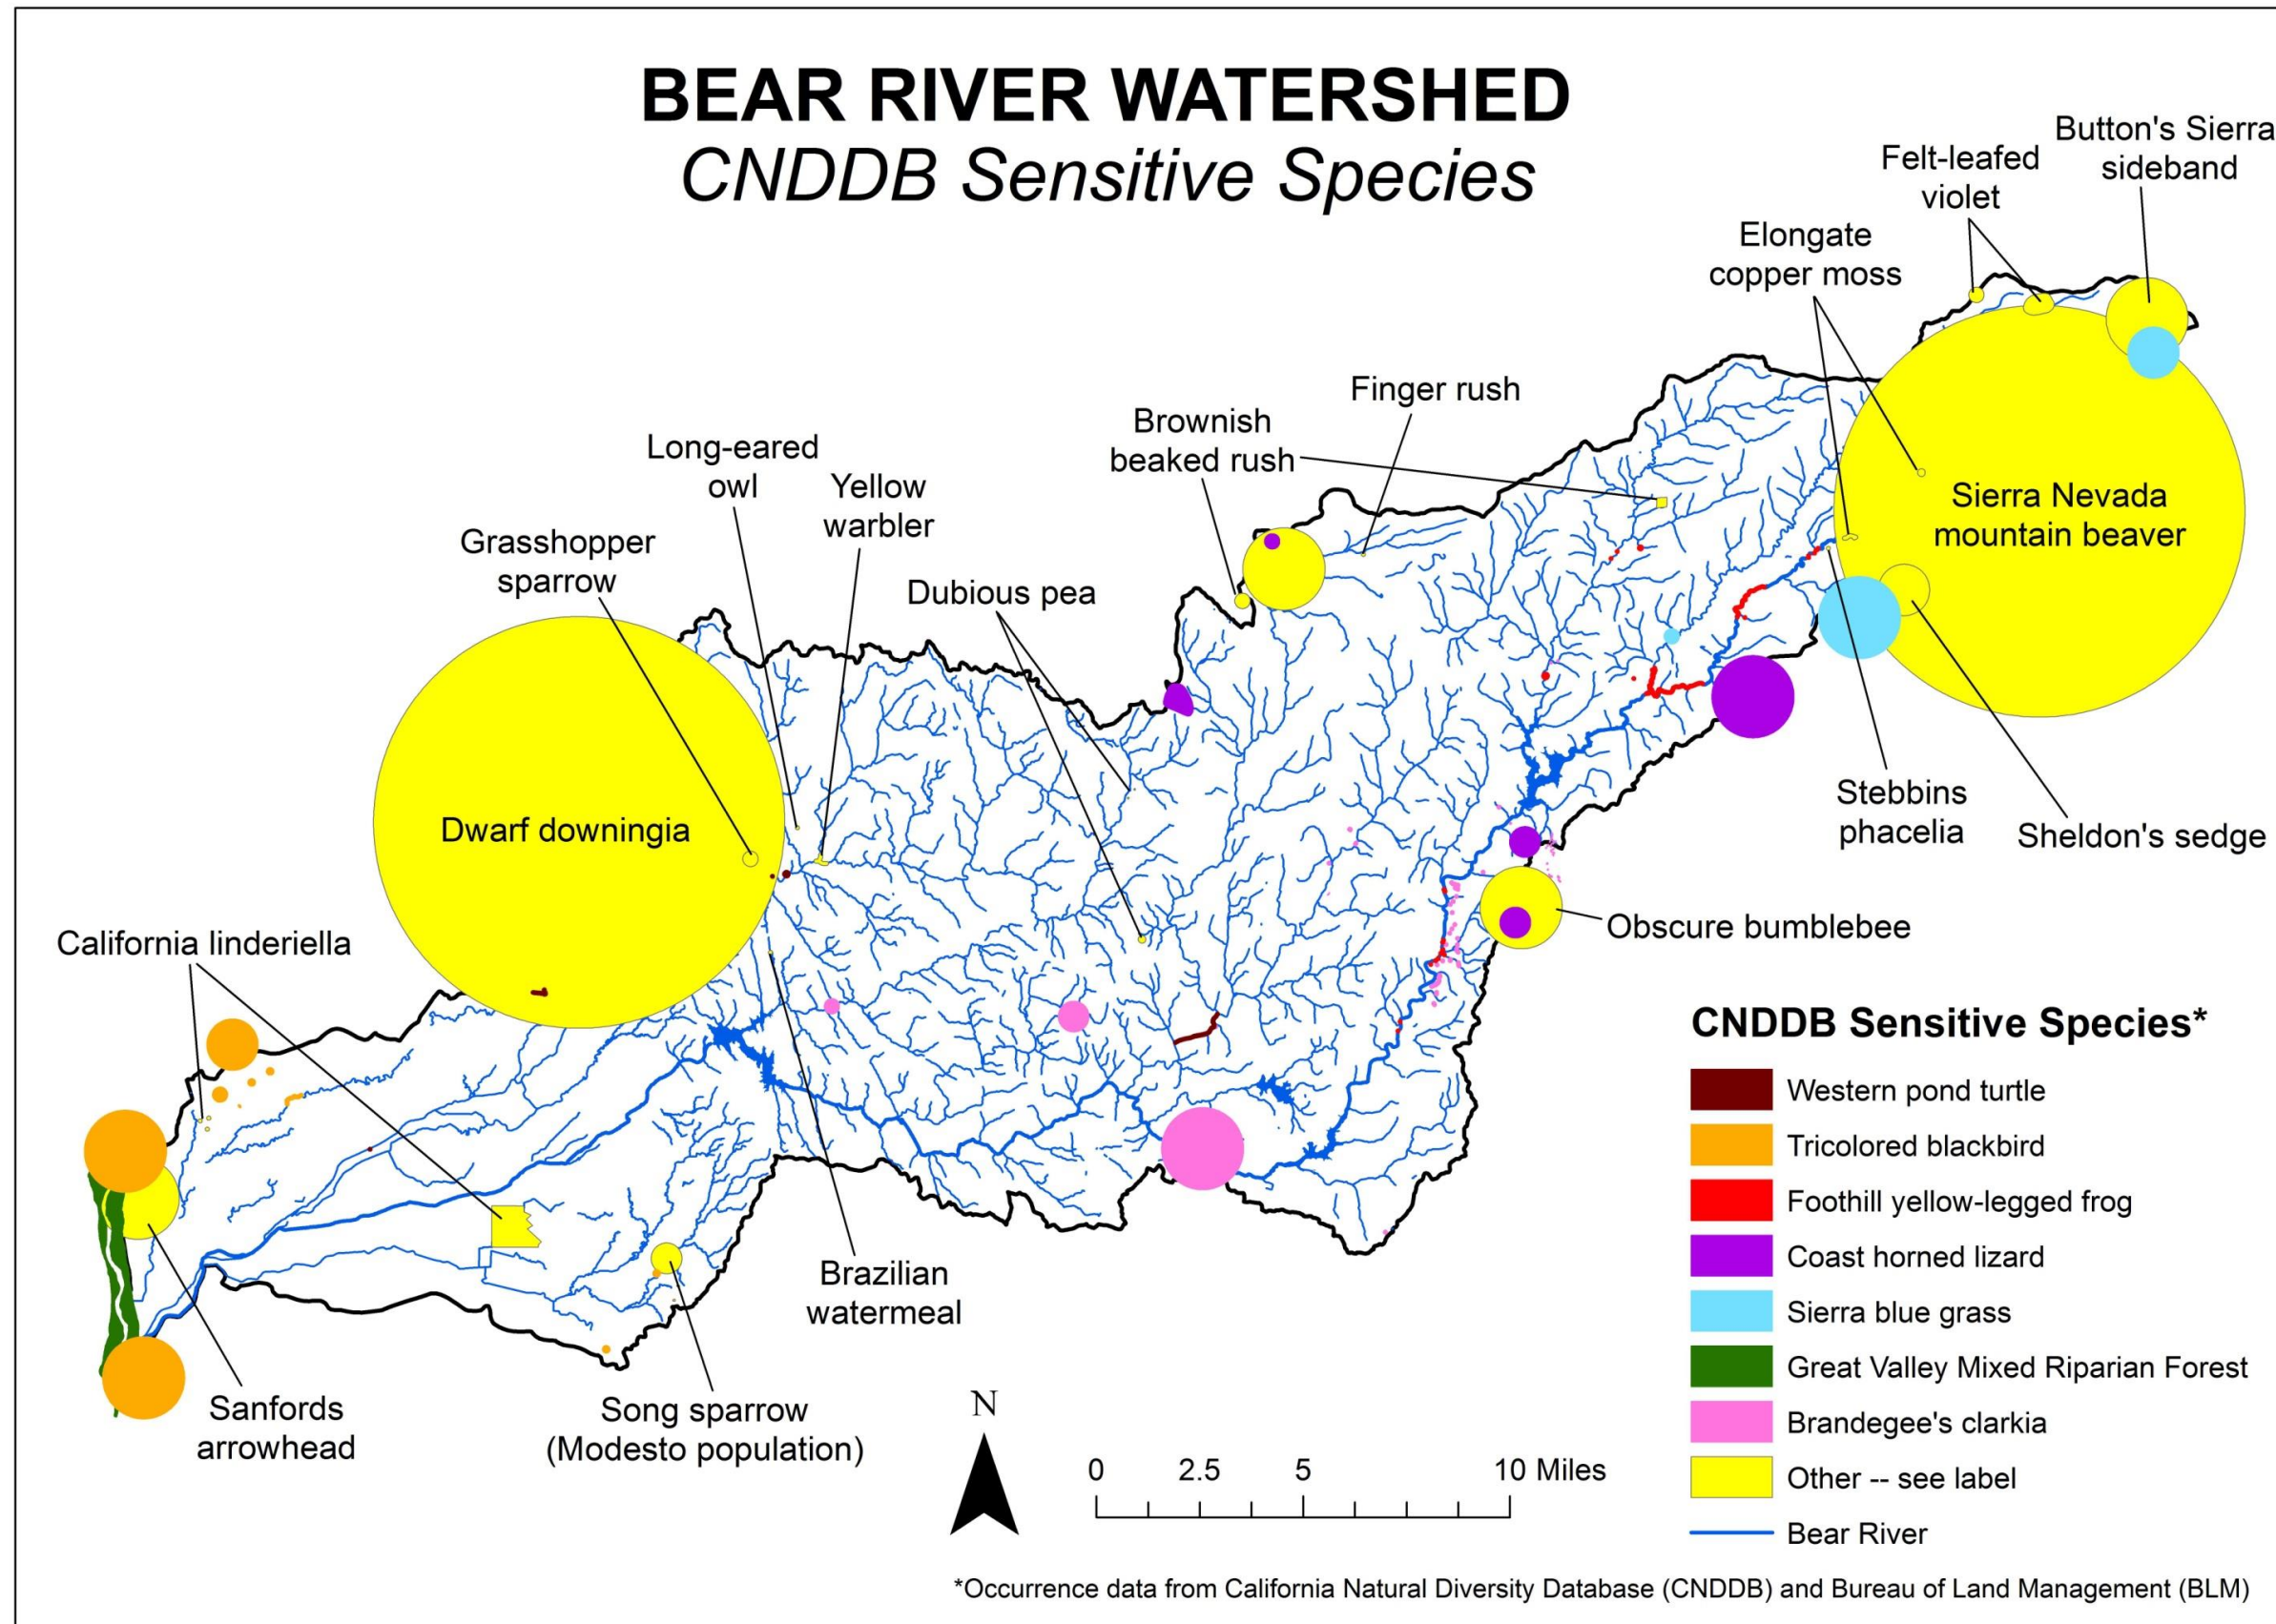 BEAR RIVER WATERSHED
CNDDB Sensitive Species
Button's Sierra
sideband
Felt-leafed
violet
Elongate
copper moss
Finger rush
Brownish
beaked rush
Long-eared
owl
Yellow
warbler
Grasshopper
sparrow
Dubious pea
Sierra Nevada
mountain beaver
Dwarf downingia
Stebbins
phacelia
Sheldon's sedge
Obscure bumblebee
California linderiella
Brazilian
watermeal
Sanfords
arrowhead
Song sparrow
(Modesto population)
N
0 2.5 5 10 Miles
CNDDB Sensitive Species*
Western pond turtle
Tricolored blackbird
Foothill yellow-legged frog
Coast horned lizard
Sierra blue grass
Great Valley Mixed Riparian Forest
Brandegee's clarkia
Other -- see label
Bear River
*Occurrence data from California Natural Diversity Database (CNDDB) and Bureau of Land Management (BLM)